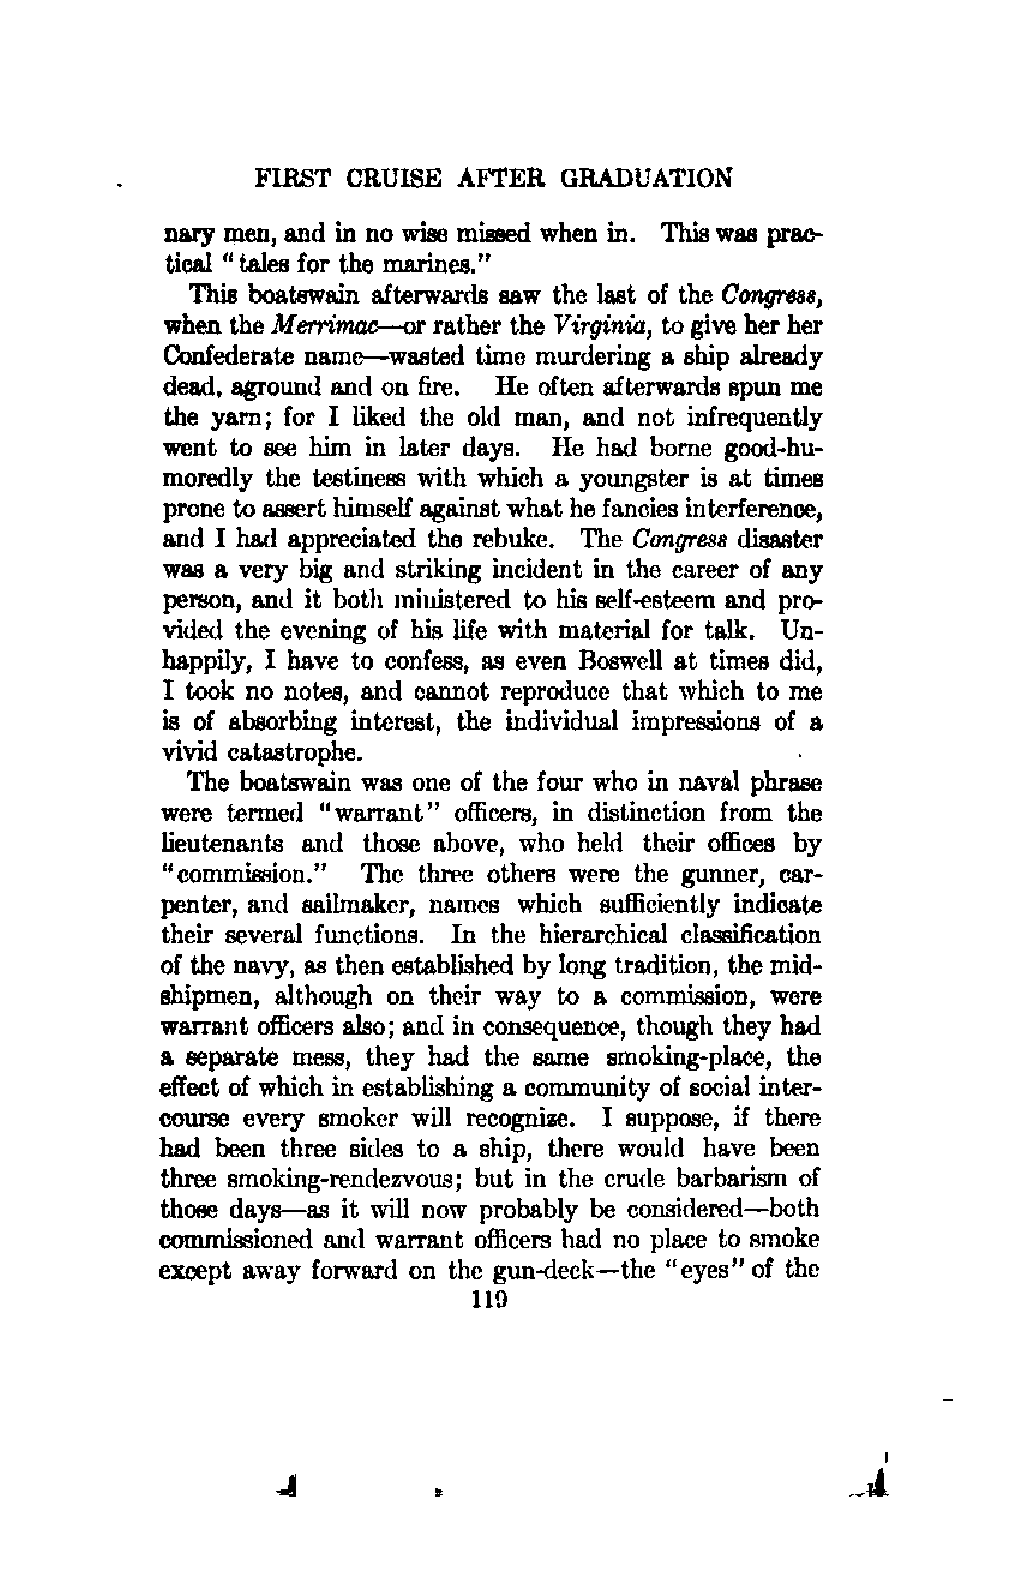 FIRST CRUISE AFTER GRADUATION
nary men, and in no wise missed when in. This was prac-
tical "tales for the marines."
This boatswain afterwards saw the last of the Congress,
when the Merrimac—or rather the Virginia, to give her her
Confederate name—wasted time murdering a ship already
dead, aground and on fire. He often afterwards spun me
the yarn; for I liked the old man, and not infrequently
went to see him in later days. He had borne good-hu-
moredly the testiness with which a youngster is at times
prone to assert himself against what he fancies interference,
and I had appreciated the rebuke. The Congress disaster
was a very big and striking incident in the career of any
person, and it both ministered to his self-esteem and pro-
vided the evening of his life with material for talk. Un-
happily, I have to confess, as even Boswell at times did,
I took no notes, and cannot reproduce that which to me
is of absorbing interest, the individual impressions of a
vivid catastrophe.
The boatswain was one of the four who in naval phrase
were termed "warrant" officers, in distinction from the
lieutenants and those above, who held their offices by
"commission." The three others were the gunner, car-
penter, and sailmaker, names which sufficiently indicate
their several functions. In the hierarchical classification
of the navy, as then established by long tradition, the mid-
shipmen, although on their way to a commission, were
warrant officers also; and in consequence, though they had
a separate mess, they had the same smoking-place, the
effect of which in establishing a community of social inter-
course every smoker will recognize. I suppose, if there
had been three sides to a ship, there would have been
three smoking-rendezvous; but in the crude barbarism of
those days—as it will now probably be considered—both
commissioned and warrant officers had no place to smoke
except away forward on the gun-deck—the "eyes" of the
119